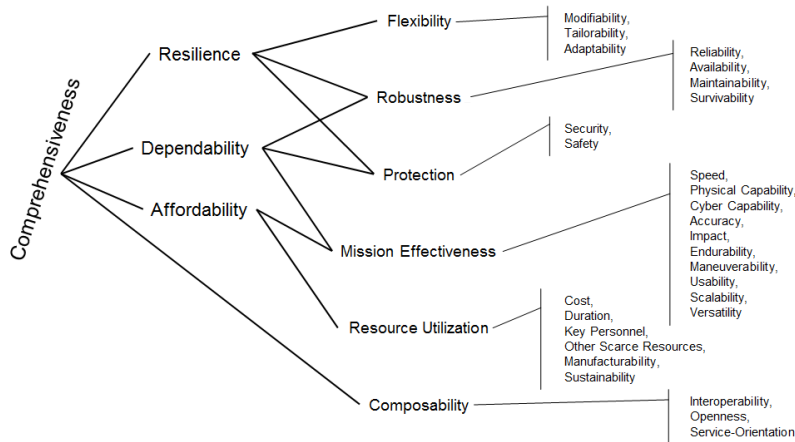 Comprehensiveness
Resilience
Dependability
Affordability
Flexibility
Robustness
Protection
Mission Effectiveness
Resource Utilization
Composability
Modifiability,
Tailorability,
Adaptability
Reliability,
Availability,
Maintainability,
Survivability
Security,
Safety
Speed,
Physical Capability,
Cyber Capability,
Accuracy,
Impact,
Endurability,
Maneuverability,
Usability,
Scalability,
Versatility
Cost,
Duration,
Key Personnel,
Other Scarce Resources,
Manufacturability,
Sustainability
Interoperability,
Openness,
Service-Orientation